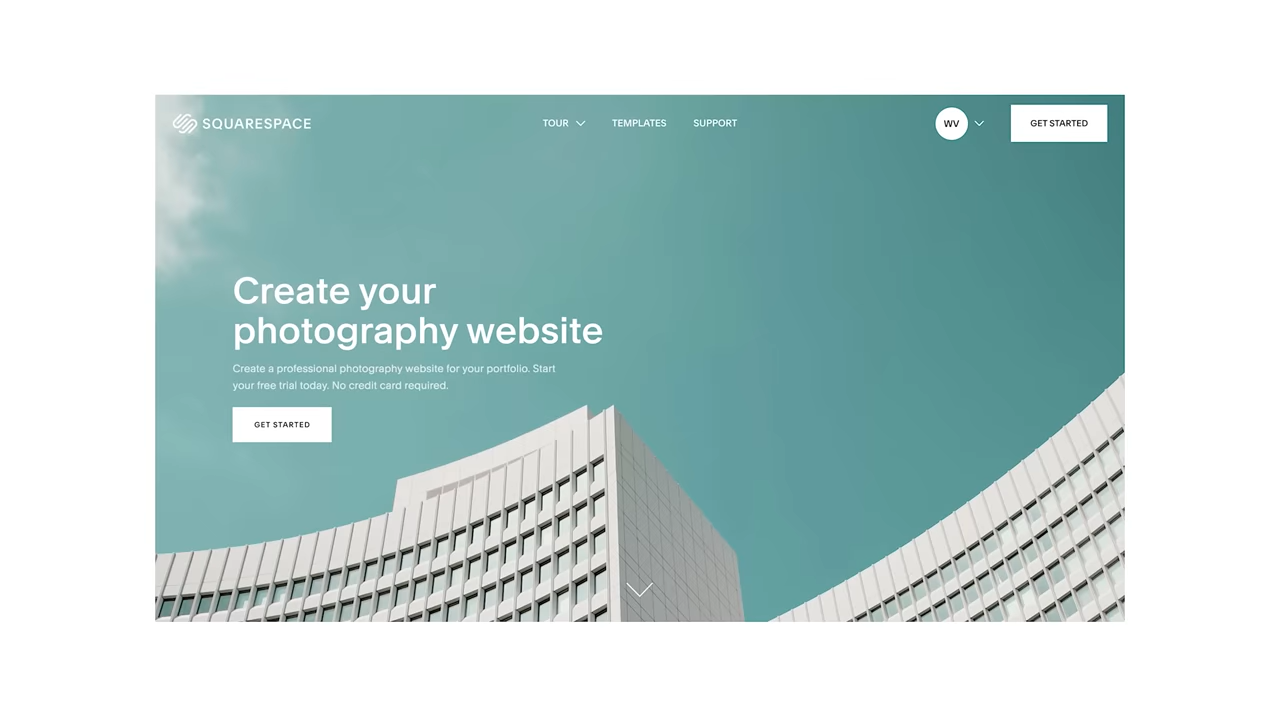 SQUARESPACE
TOUR
TEMPLATES
SUPPORT
WV
GET STARTED
Create your
photography website
Create a professional photography website for your portfolio. Start
your free trial today. No credit card required.
GET STARTED